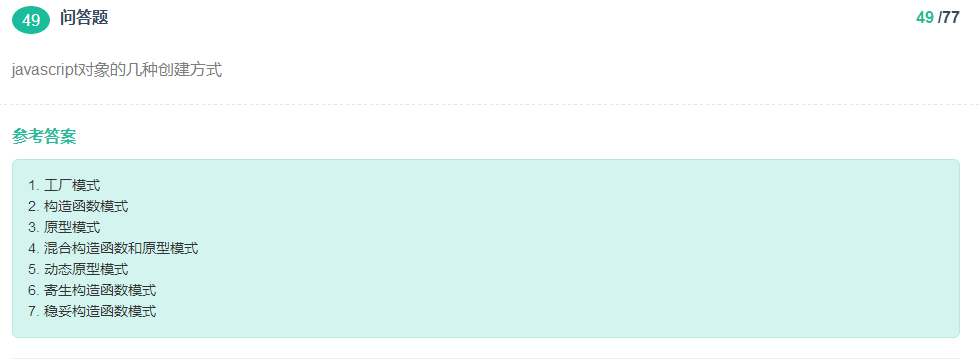 49 问答题 49 /77
javascript对象的几种创建方式
参考答案
1. 工厂模式
2. 构造函数模式
3. 原型模式
4. 混合构造函数和原型模式
5. 动态原型模式
6. 寄生构造函数模式
7. 稳妥构造函数模式